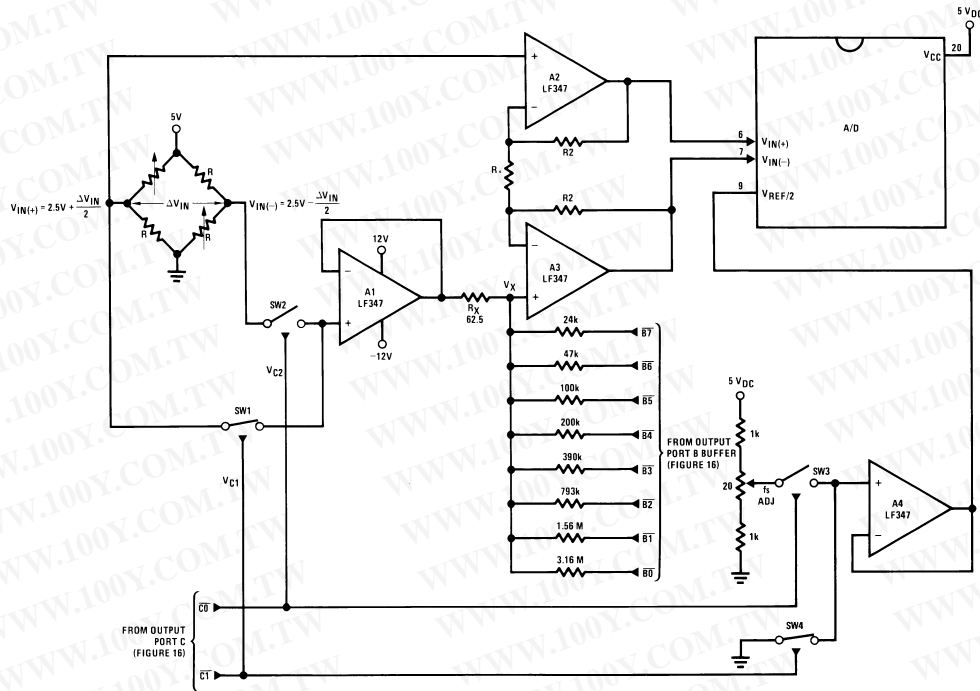 5 VDC
VCC
20
A/D
6
VIN(+)
7
VIN(−)
9
VREF/2
A2
LF347
R2
R.
R2
A3
LF347
5V
R
R
R
ΔVIN
VIN(+) = 2.5V + ΔVIN/2
VIN(−) = 2.5V − ΔVIN/2
SW2
12V
A1
LF347
−12V
RX
62.5
VX
VC2
SW1
VC1
24k
B7
47k
B6
100k
B5
200k
B4
390k
B3
793k
B2
1.56 M
B1
3.16 M
B0
FROM OUTPUT
PORT B BUFFER
(FIGURE 16)
5 VDC
1k
20
fs
ADJ
1k
SW3
A4
LF347
SW4
C0
FROM OUTPUT
PORT C
(FIGURE 16)
C1
WWW.100Y.COM.TW